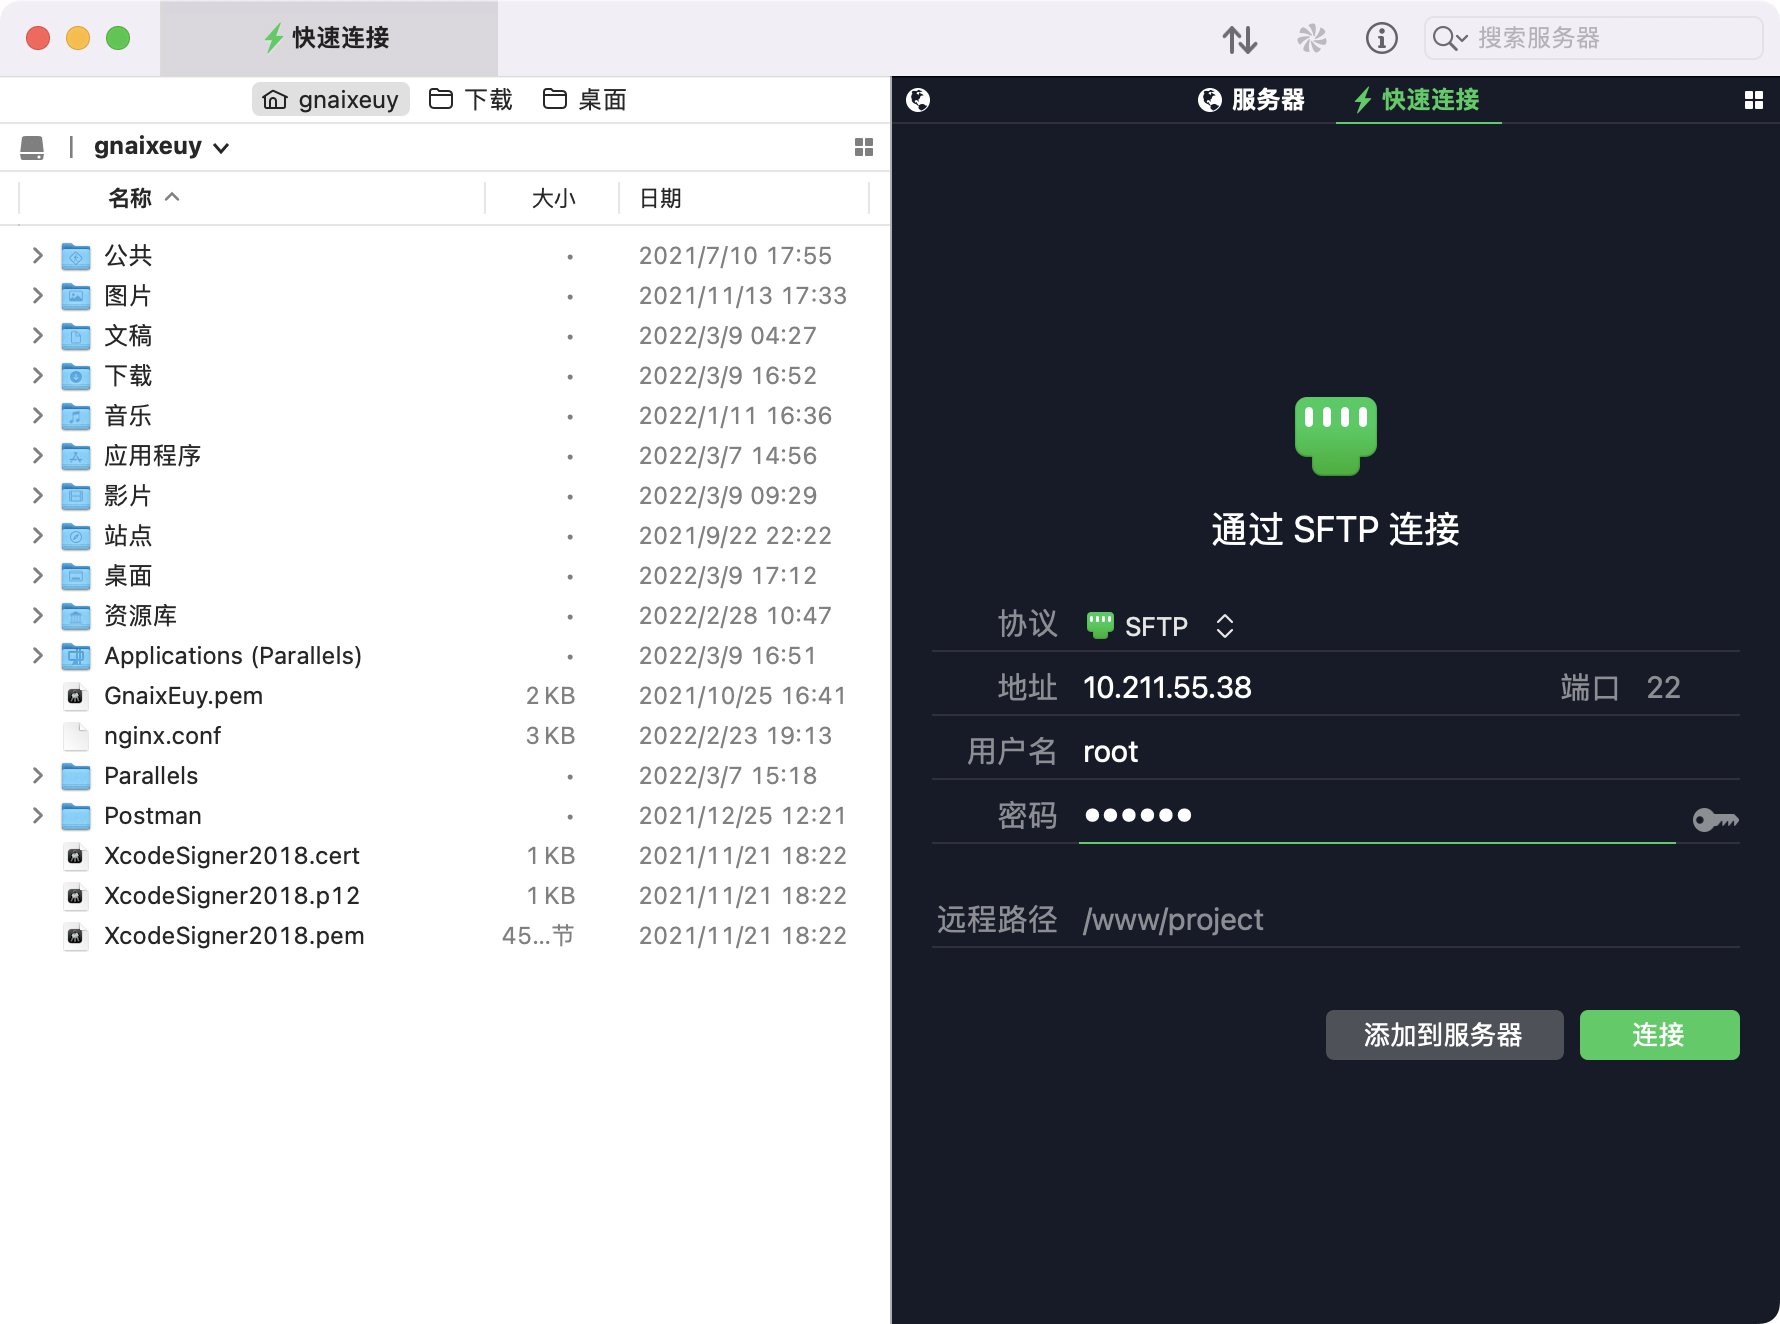 快速连接
搜索服务器
gnaixeuy 下载 桌面
服务器 快速连接
| gnaixeuy
名称 大小 日期
公共 • 2021/7/10 17:55
图片 • 2021/11/13 17:33
文稿 • 2022/3/9 04:27
下载 • 2022/3/9 16:52
音乐 • 2022/1/11 16:36
应用程序 • 2022/3/7 14:56
影片 • 2022/3/9 09:29
站点 • 2021/9/22 22:22
桌面 • 2022/3/9 17:12
资源库 • 2022/2/28 10:47
Applications (Parallels) • 2022/3/9 16:51
GnaixEuy.pem 2 KB 2021/10/25 16:41
nginx.conf 3 KB 2022/2/23 19:13
Parallels • 2022/3/7 15:18
Postman • 2021/12/25 12:21
XcodeSigner2018.cert 1 KB 2021/11/21 18:22
XcodeSigner2018.p12 1 KB 2021/11/21 18:22
XcodeSigner2018.pem 45...节 2021/11/21 18:22
通过 SFTP 连接
协议 SFTP
地址 10.211.55.38 端口 22
用户名 root
密码 ••••••
远程路径 /www/project
添加到服务器 连接